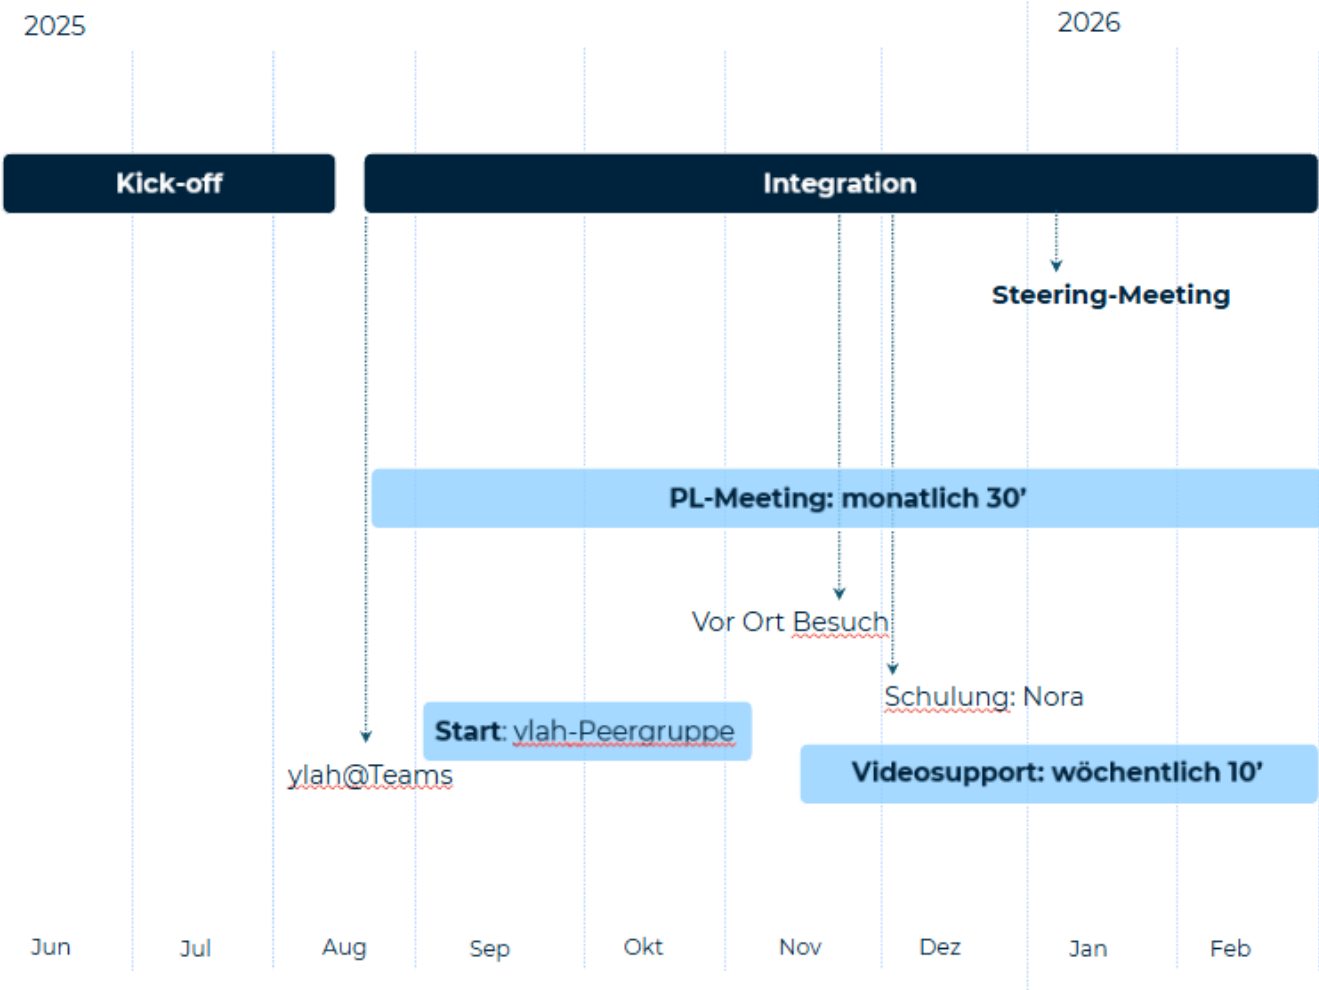 2025
2026
Kick-off
Integration
Steering-Meeting
PL-Meeting: monatlich 30’
Vor Ort Besuch
Schulung: Nora
Start: ylah-Peergruppe
ylah@Teams
Videosupport: wöchentlich 10’
Jun
Jul
Aug
Sep
Okt
Nov
Dez
Jan
Feb